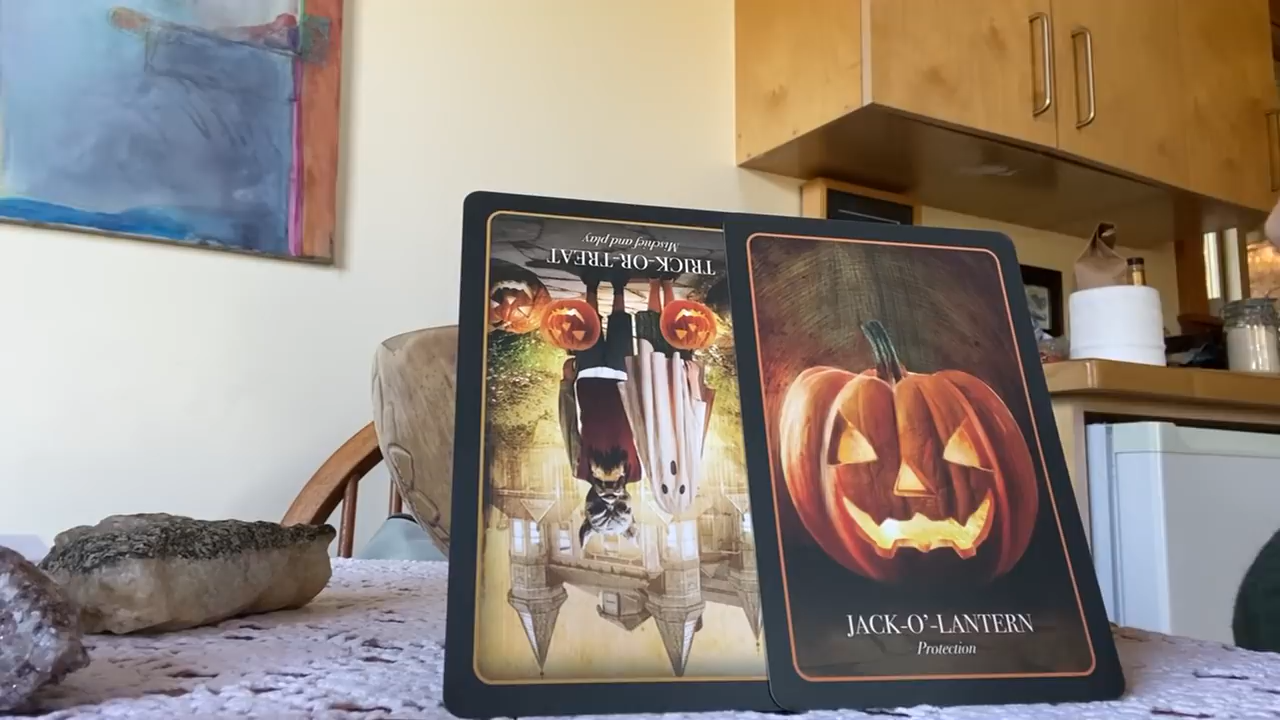 Mischief and play
TRICK-OR-TREAT
JACK-O'-LANTERN
Protection